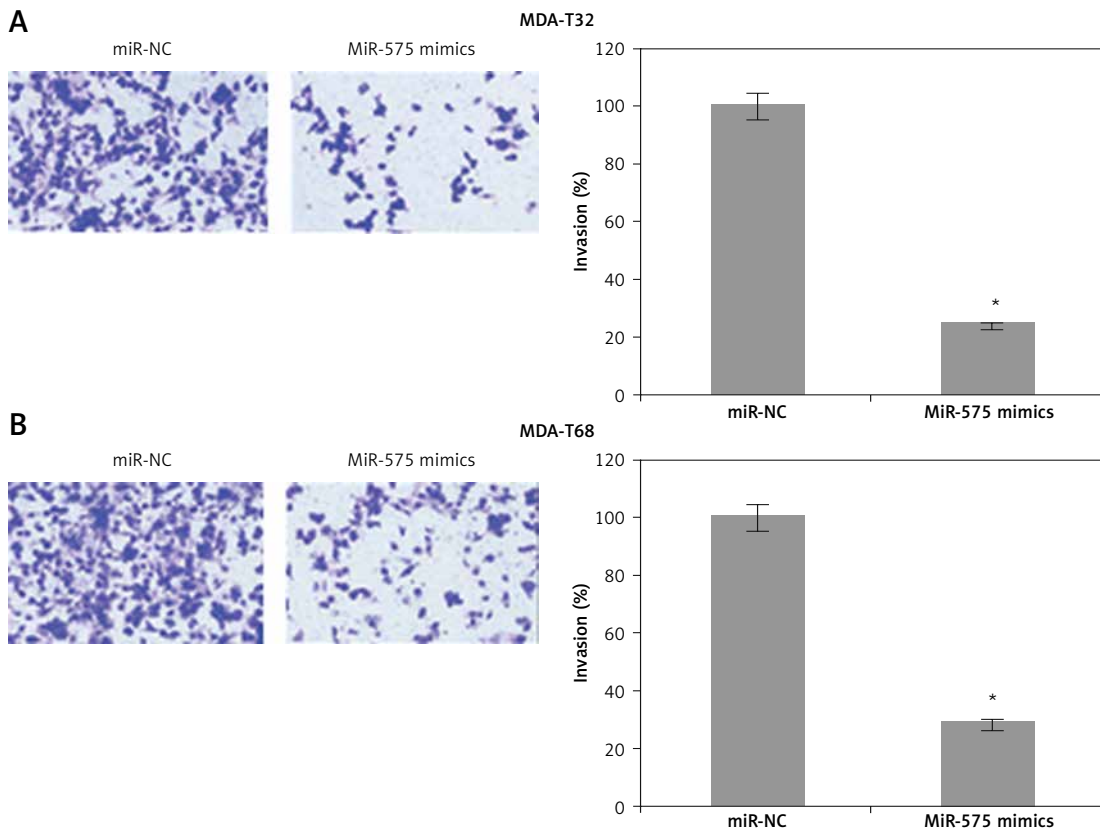 A
MDA-T32
miR-NC
MiR-575 mimics
120
100
80
60
40
20
0
Invasion (%)
*
miR-NC
MiR-575 mimics
B
MDA-T68
miR-NC
MiR-575 mimics
120
100
80
60
40
20
0
Invasion (%)
*
miR-NC
MiR-575 mimics